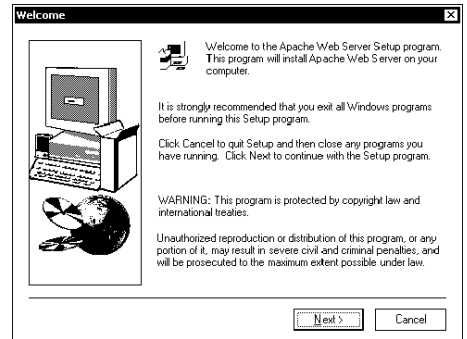 Welcome
Welcome to the Apache Web Server Setup program.
This program will install Apache Web Server on your
computer.
It is strongly recommended that you exit all Windows programs
before running this Setup program.
Click Cancel to quit Setup and then close any programs you
have running. Click Next to continue with the Setup program.
WARNING: This program is protected by copyright law and
international treaties.
Unauthorized reproduction or distribution of this program, or any
portion of it, may result in severe civil and criminal penalties, and
will be prosecuted to the maximum extent possible under law.
Next >
Cancel